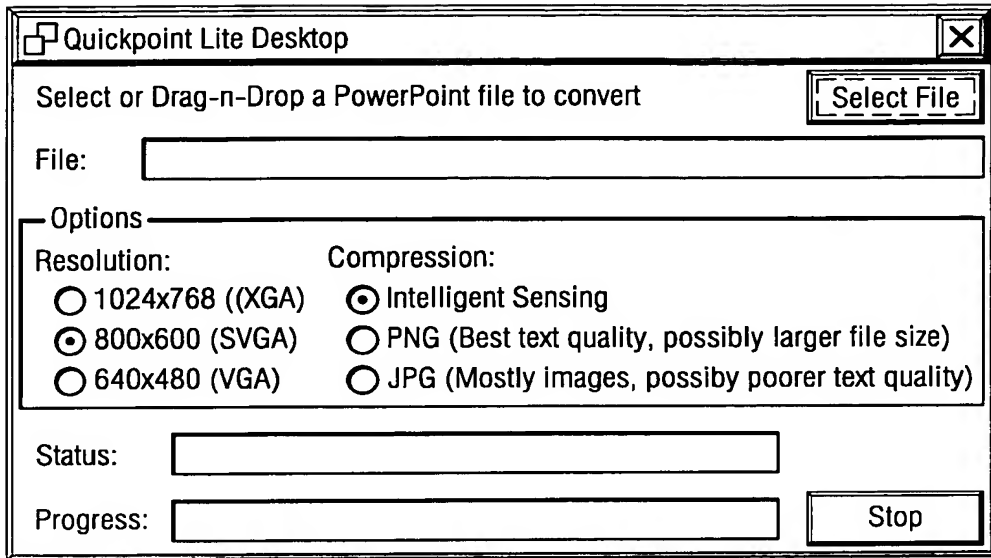 Quickpoint Lite Desktop
Select or Drag-n-Drop a PowerPoint file to convert
Select File
File:
Options
Resolution:
Compression:
1024x768 ((XGA)
Intelligent Sensing
800x600 (SVGA)
PNG (Best text quality, possibly larger file size)
640x480 (VGA)
JPG (Mostly images, possiby poorer text quality)
Status:
Progress:
Stop